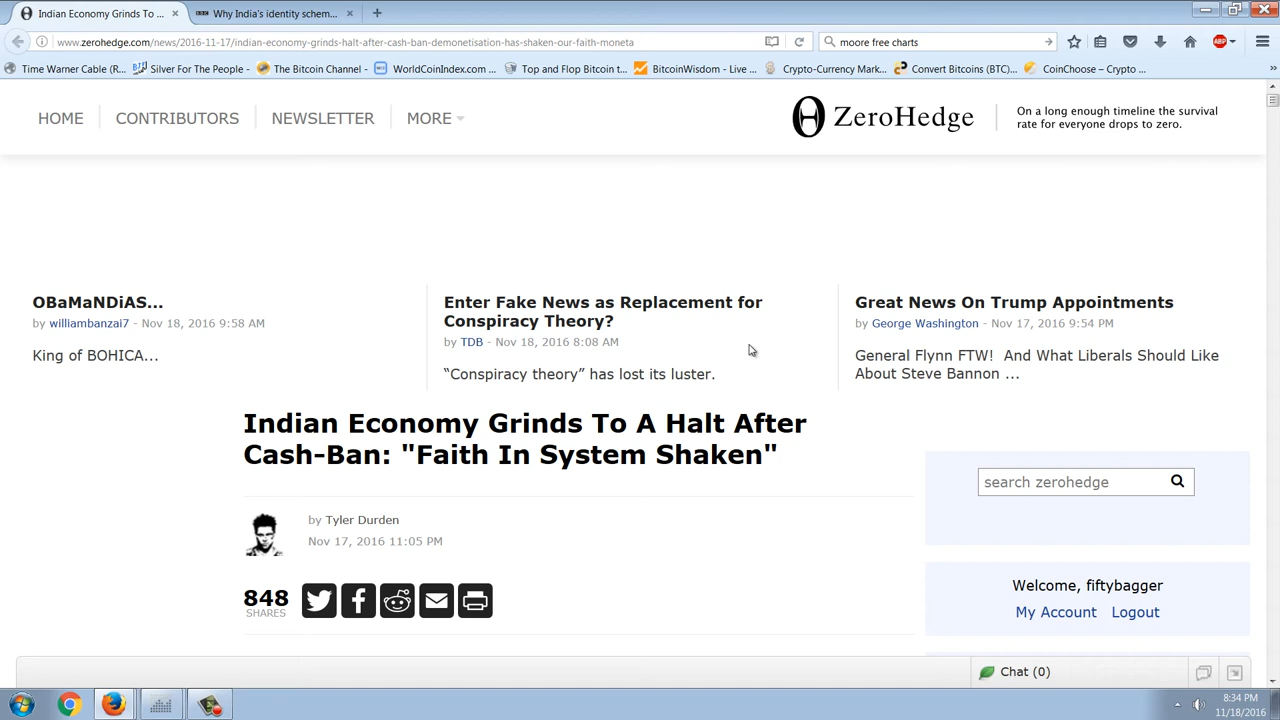 Indian Economy Grinds To ...
Why India's identity schem...
www.zerohedge.com/news/2016-11-17/indian-economy-grinds-halt-after-cash-ban-demonetisation-has-shaken-our-faith-moneta
moore free charts
ABP
Time Warner Cable (R...
Silver For The People - ...
The Bitcoin Channel - ...
WorldCoinIndex.com ...
Top and Flop Bitcoin t...
BitcoinWisdom - Live ...
Crypto-Currency Mark...
Convert Bitcoins (BTC)...
CoinChoose – Crypto ...
HOME
CONTRIBUTORS
NEWSLETTER
MORE
ZeroHedge
On a long enough timeline the survival
rate for everyone drops to zero.
OBaMaNDiAS...
by williambanzai7 - Nov 18, 2016 9:58 AM
King of BOHICA...
Enter Fake News as Replacement for
Conspiracy Theory?
by TDB - Nov 18, 2016 8:08 AM
“Conspiracy theory” has lost its luster.
Great News On Trump Appointments
by George Washington - Nov 17, 2016 9:54 PM
General Flynn FTW! And What Liberals Should Like
About Steve Bannon ...
Indian Economy Grinds To A Halt After
Cash-Ban: "Faith In System Shaken"
by Tyler Durden
Nov 17, 2016 11:05 PM
848
SHARES
search zerohedge
Welcome, fiftybagger
My Account Logout
Chat (0)
8:34 PM
11/18/2016